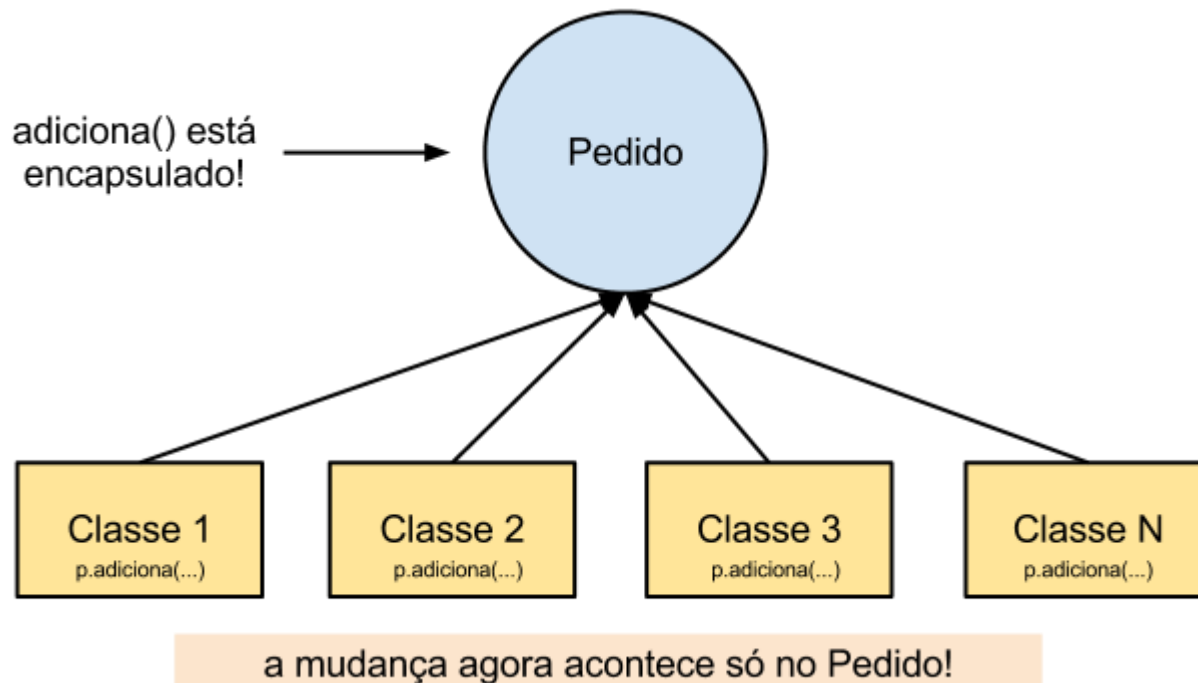 adiciona() está
encapsulado!
Pedido
Classe 1
p.adiciona(...)
Classe 2
p.adiciona(...)
Classe 3
p.adiciona(...)
Classe N
p.adiciona(...)
a mudança agora acontece só no Pedido!